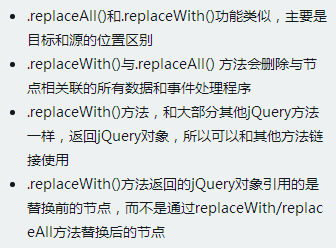 .replaceAll()和.replaceWith()功能类似，主要是
目标和源的位置区别
.replaceWith()与.replaceAll() 方法会删除与节
点相关联的所有数据和事件处理程序
.replaceWith()方法，和大部分其他jQuery方法
一样，返回jQuery对象，所以可以和其他方法链
接使用
.replaceWith()方法返回的jQuery对象引用的是
替换前的节点，而不是通过replaceWith/replac
eAll方法替换后的节点